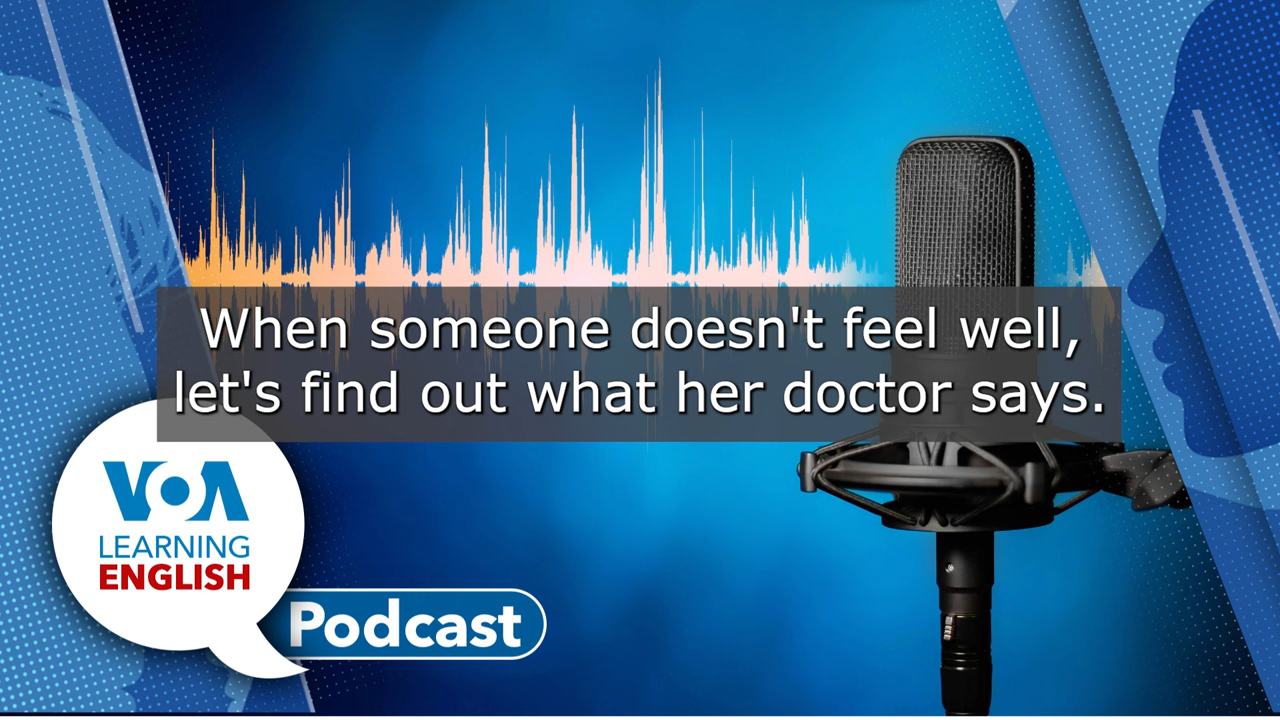 When someone doesn't feel well,
let's find out what her doctor says.
VOA
LEARNING
ENGLISH
Podcast